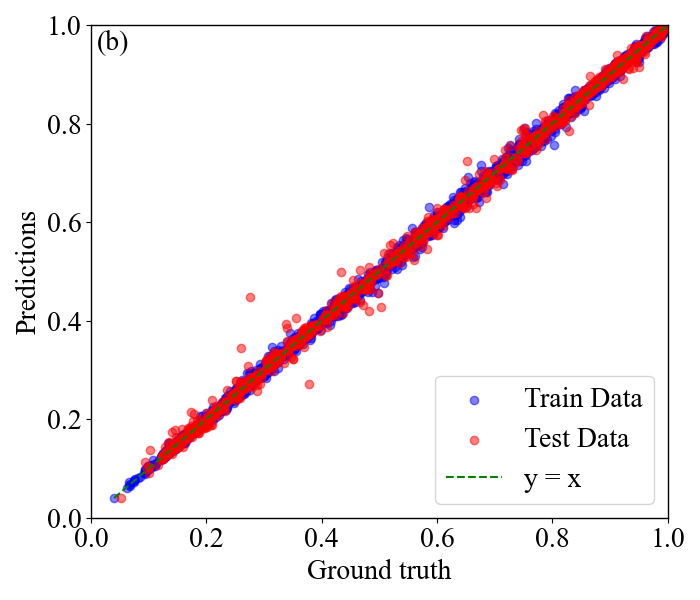 (b)
1.0
0.8
0.6
0.4
0.2
0.0
Predictions
0.0 0.2 0.4 0.6 0.8 1.0
Ground truth
Train Data
Test Data
y = x